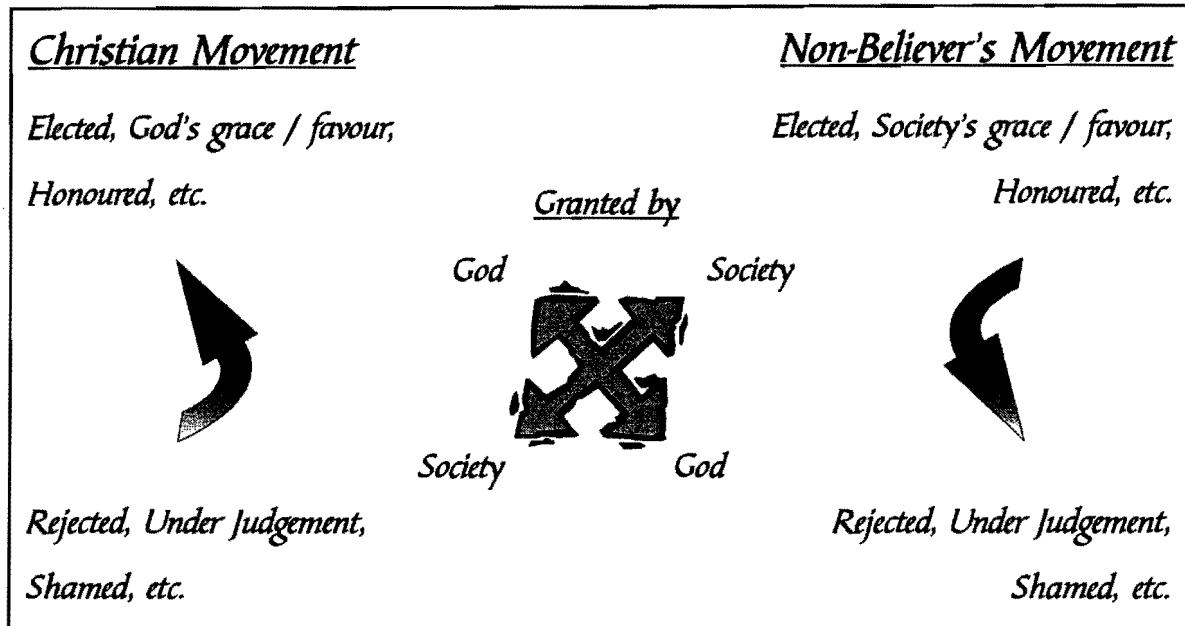 Christian Movement
Non-Believer's Movement
Elected, God's grace / favour,
Honoured, etc.
Elected, Society's grace / favour,
Honoured, etc.
Granted by
God
Society
Society
God
Rejected, Under Judgement,
Shamed, etc.
Rejected, Under Judgement,
Shamed, etc.